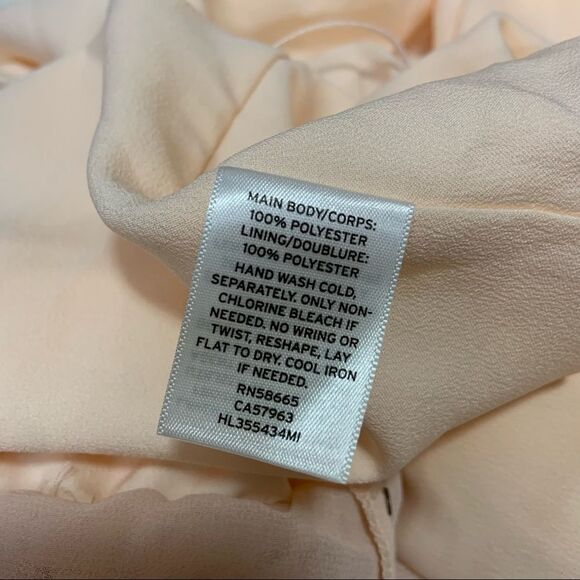 MAIN BODY/CORPS:
100% POLYESTER
LINING/DOUBLURE:
100% POLYESTER
HAND WASH COLD,
SEPARATELY. ONLY NON-
CHLORINE BLEACH IF
NEEDED. NO WRING OR
TWIST, RESHAPE, LAY
FLAT TO DRY. COOL IRON
IF NEEDED.
RN58665
CA57963
HL355434MI